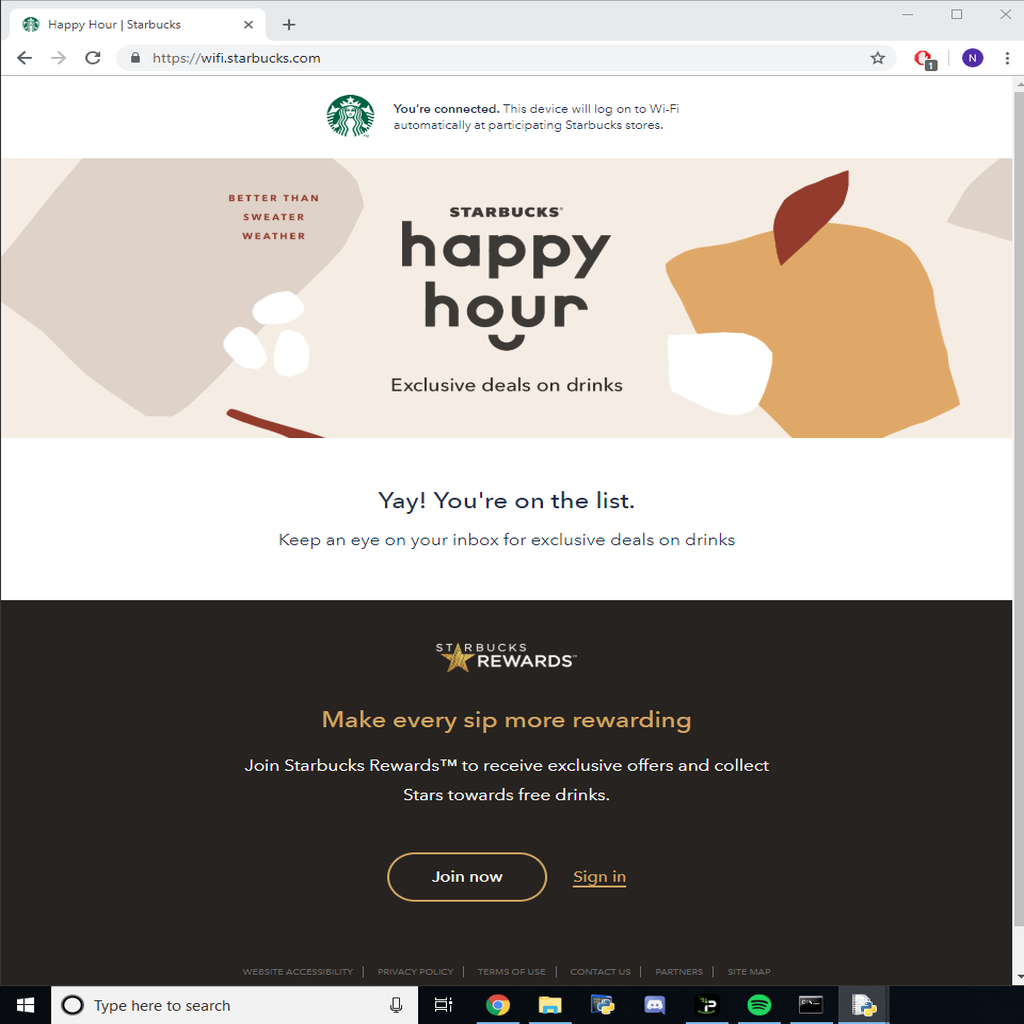 Happy Hour | Starbucks
https://wifi.starbucks.com
1
N
You're connected. This device will log on to Wi-Fi
automatically at participating Starbucks stores.
BETTER THAN
SWEATER
WEATHER
STARBUCKS®
happy
hour
Exclusive deals on drinks
Yay! You're on the list.
Keep an eye on your inbox for exclusive deals on drinks
STARBUCKS
REWARDS™
Make every sip more rewarding
Join Starbucks Rewards™ to receive exclusive offers and collect
Stars towards free drinks.
Join now
Sign in
WEBSITE ACCESSIBILITY | PRIVACY POLICY | TERMS OF USE | CONTACT US | PARTNERS | SITE MAP
Type here to search